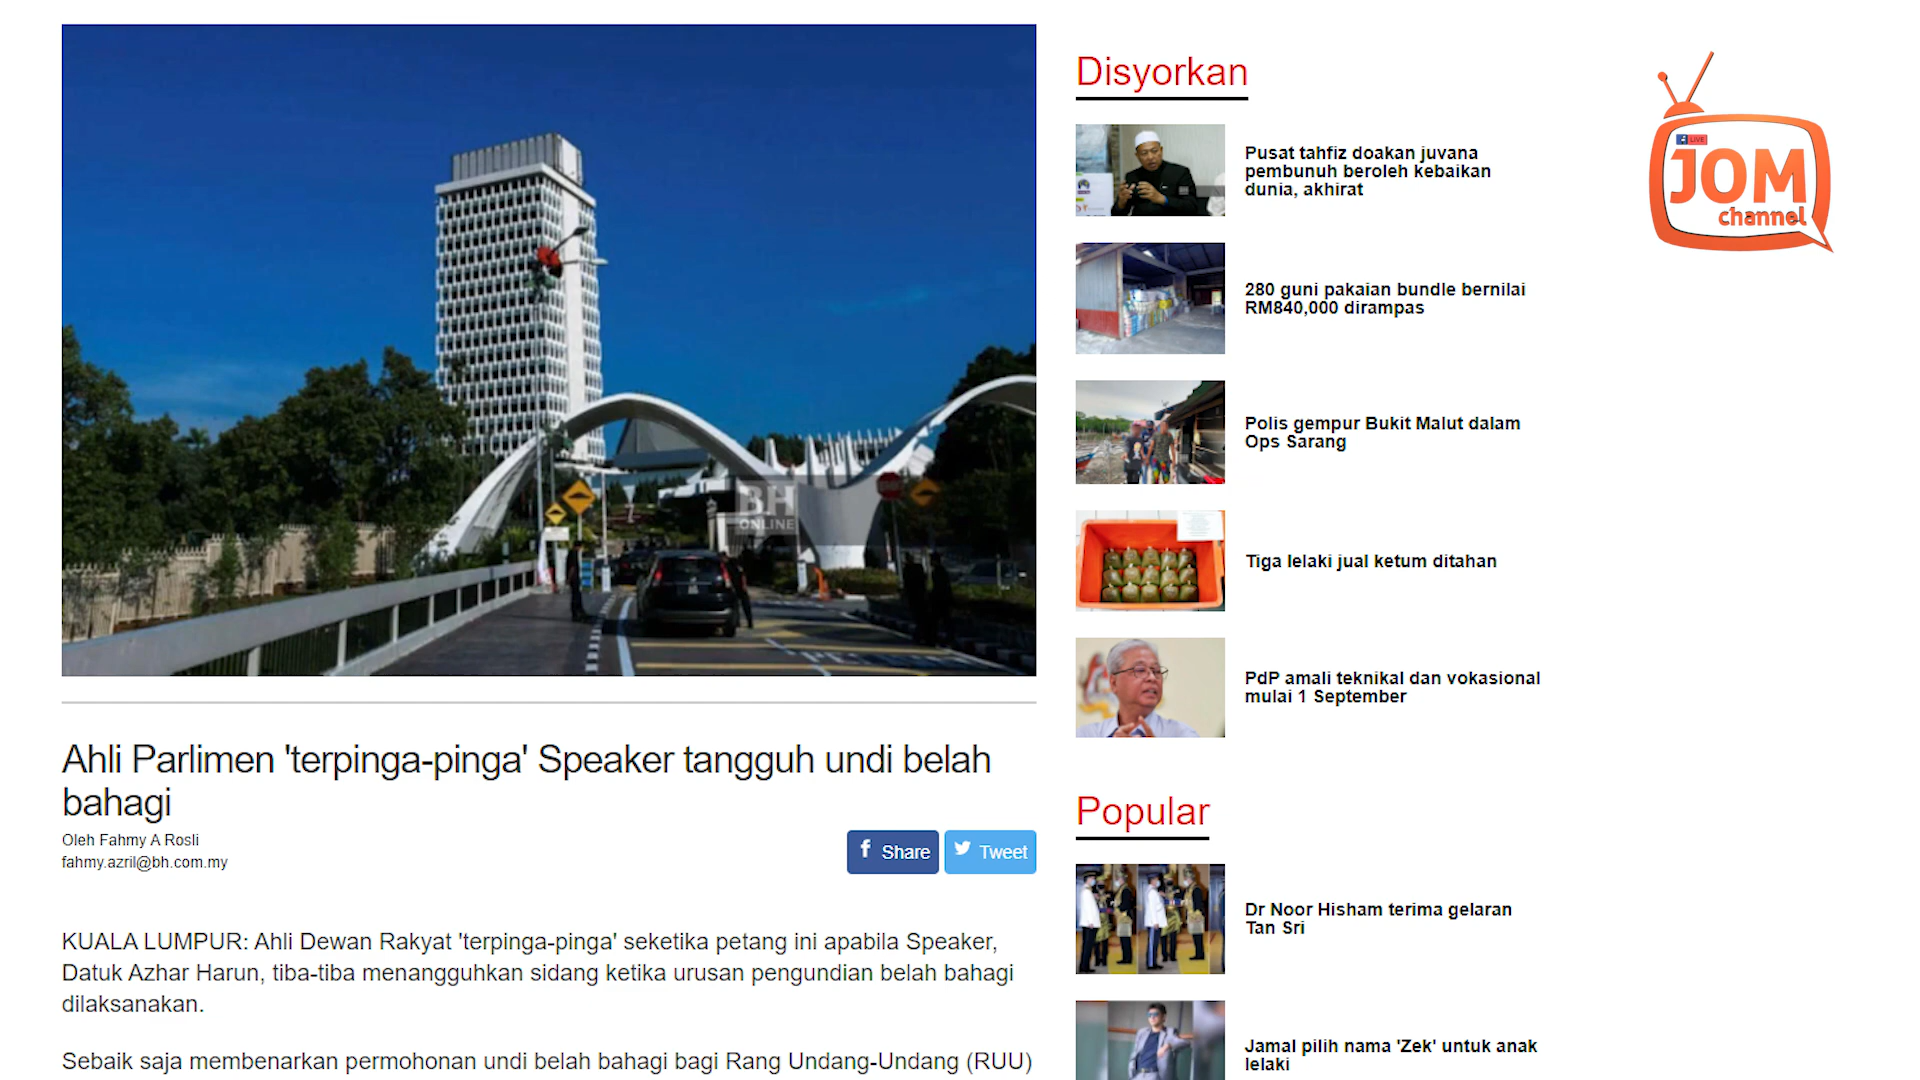 BH
ONLINE
Ahli Parlimen 'terpinga-pinga' Speaker tangguh undi belah
bahagi
Oleh Fahmy A Rosli
fahmy.azril@bh.com.my
Share
Tweet
KUALA LUMPUR: Ahli Dewan Rakyat 'terpinga-pinga' seketika petang ini apabila Speaker,
Datuk Azhar Harun, tiba-tiba menangguhkan sidang ketika urusan pengundian belah bahagi
dilaksanakan.
Sebaik saja membenarkan permohonan undi belah bahagi bagi Rang Undang-Undang (RUU)
Disyorkan
Pusat tahfiz doakan juvana
pembunuh beroleh kebaikan
dunia, akhirat
280 guni pakaian bundle bernilai
RM840,000 dirampas
Polis gempur Bukit Malut dalam
Ops Sarang
Tiga lelaki jual ketum ditahan
PdP amali teknikal dan vokasional
mulai 1 September
Popular
Dr Noor Hisham terima gelaran
Tan Sri
Jamal pilih nama 'Zek' untuk anak
lelaki
LIVE
JOM
channel